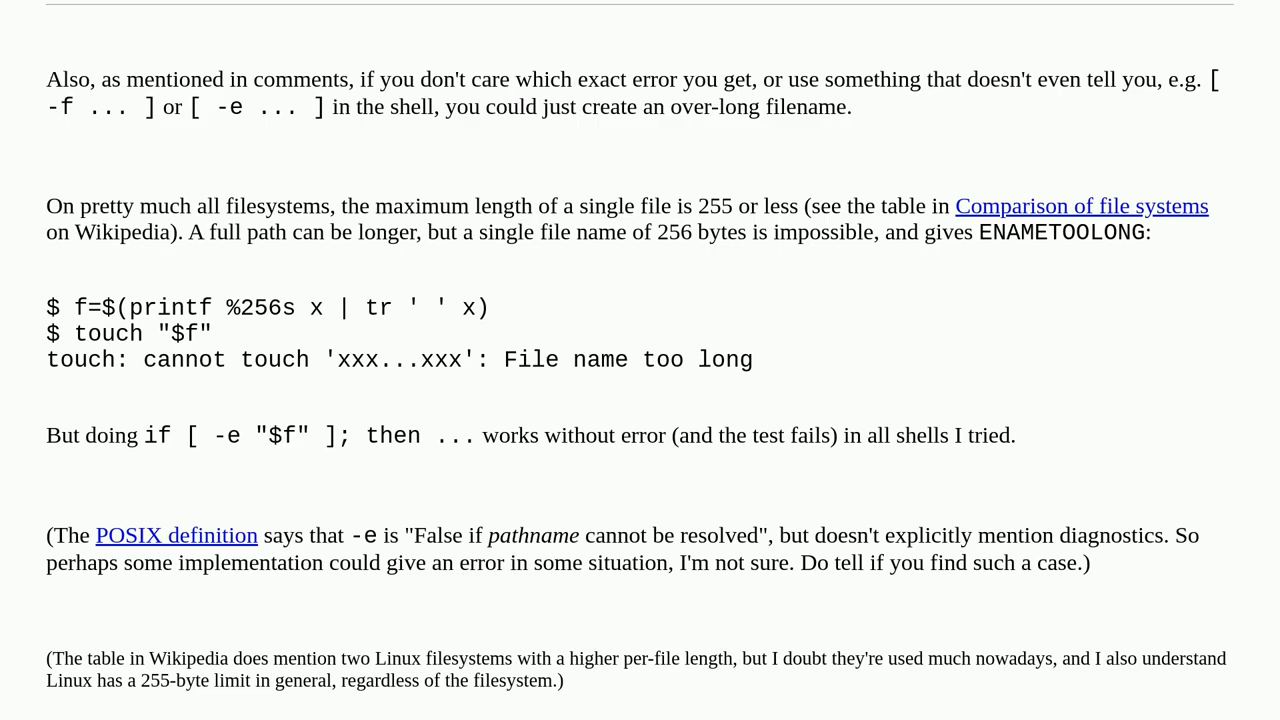 Also, as mentioned in comments, if you don't care which exact error you get, or use something that doesn't even tell you, e.g. [
-f ... ] or [ -e ... ] in the shell, you could just create an over-long filename.
On pretty much all filesystems, the maximum length of a single file is 255 or less (see the table in Comparison of file systems
on Wikipedia). A full path can be longer, but a single file name of 256 bytes is impossible, and gives ENAMETOOLONG:
$ f=$(printf %256s x | tr ' ' x)
$ touch "$f"
touch: cannot touch 'xxx...xxx': File name too long
But doing if [ -e "$f" ]; then ... works without error (and the test fails) in all shells I tried.
(The POSIX definition says that -e is "False if pathname cannot be resolved", but doesn't explicitly mention diagnostics. So
perhaps some implementation could give an error in some situation, I'm not sure. Do tell if you find such a case.)
(The table in Wikipedia does mention two Linux filesystems with a higher per-file length, but I doubt they're used much nowadays, and I also understand
Linux has a 255-byte limit in general, regardless of the filesystem.)